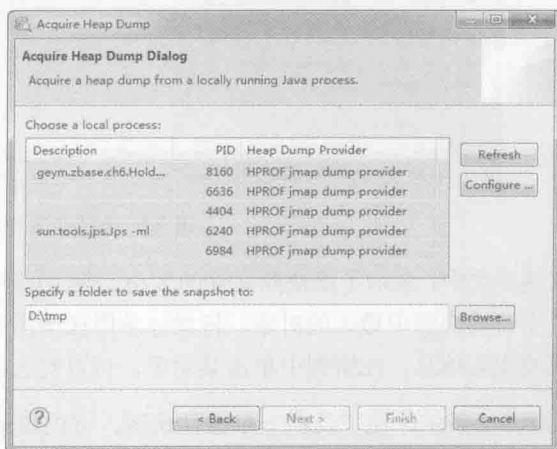 Acquire Heap Dump
Acquire Heap Dump Dialog
Acquire a heap dump from a locally running Java process.
Choose a local process:
Description PID Heap Dump Provider
geym.zbase.ch6.Hold... 8160 HPROF jmap dump provider
6636 HPROF jmap dump provider
4404 HPROF jmap dump provider
sun.tools.jps.Jps -ml 6240 HPROF jmap dump provider
6984 HPROF jmap dump provider
Refresh
Configure ...
Specify a folder to save the snapshot to:
D:\tmp
Browse...
?
< Back
Next >
Finish
Cancel